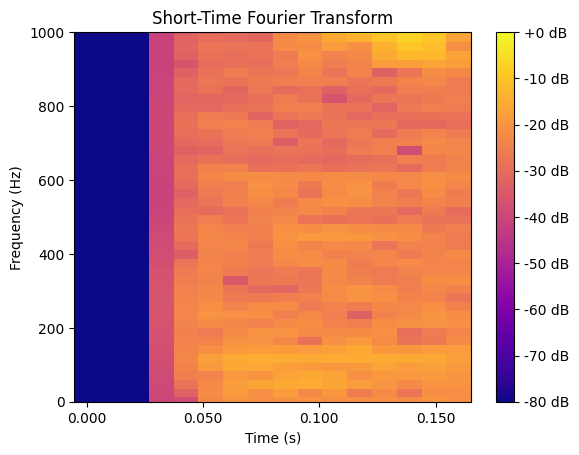 Short-Time Fourier Transform
1000
800
600
400
200
0
Frequency (Hz)
0.000
0.050
0.100
0.150
Time (s)
+0 dB
-10 dB
-20 dB
-30 dB
-40 dB
-50 dB
-60 dB
-70 dB
-80 dB